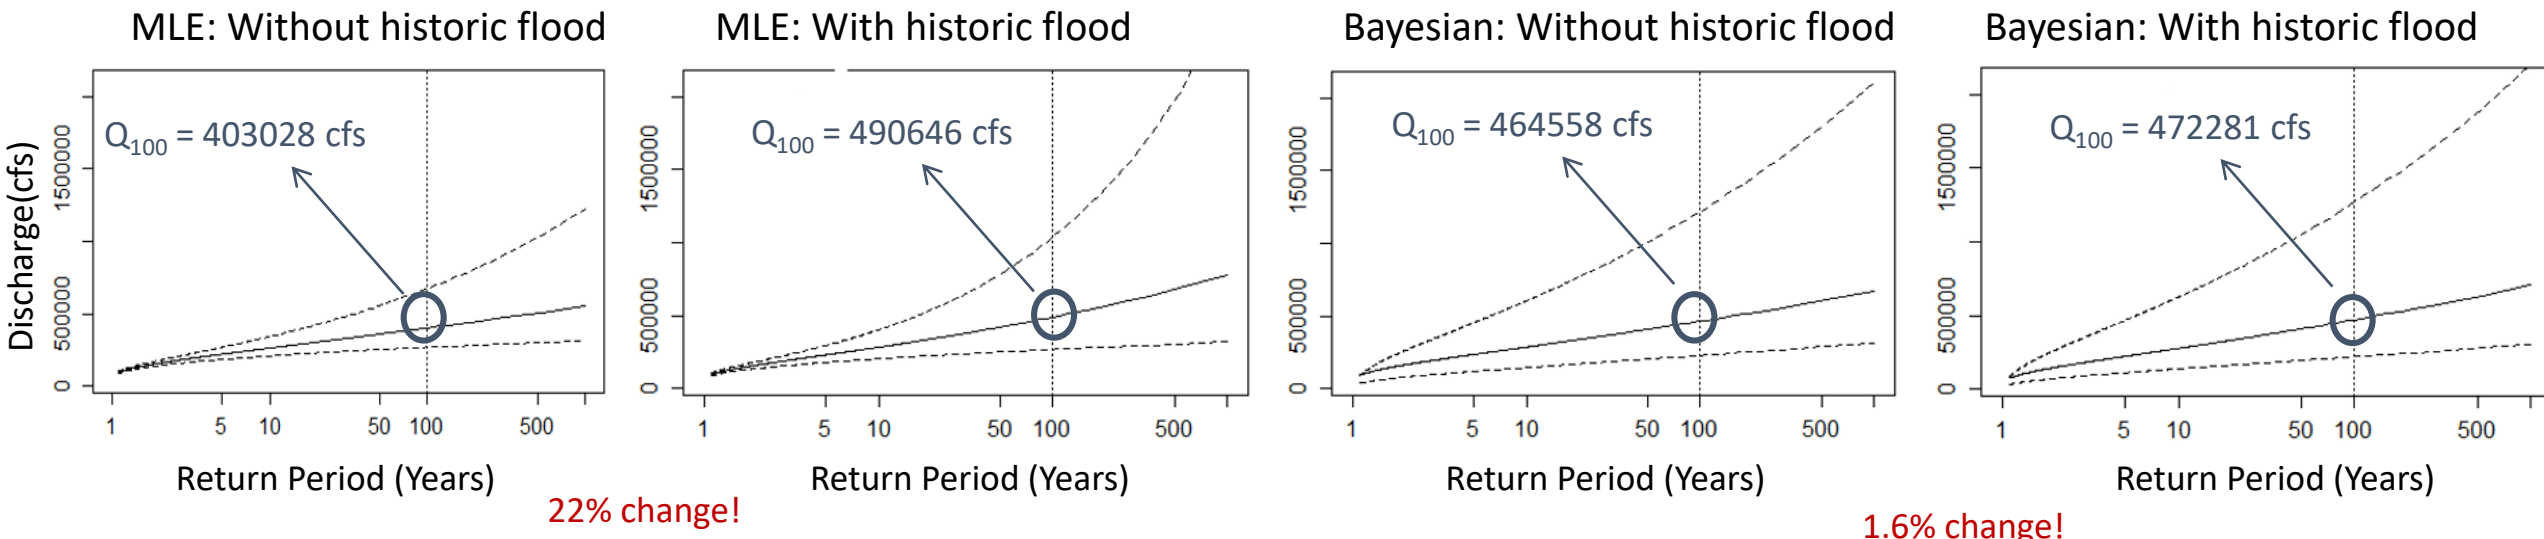 MLE: Without historic flood
MLE: With historic flood
Bayesian: Without historic flood
Bayesian: With historic flood
Discharge(cfs)
0 500000 1500000
Q100 = 403028 cfs
1 5 10 50 100 500
Return Period (Years)
0 500000 1500000
Q100 = 490646 cfs
1 5 10 50 100 500
Return Period (Years)
0 500000 1500000
Q100 = 464558 cfs
1 5 10 50 100 500
Return Period (Years)
0 500000 1500000
Q100 = 472281 cfs
1 5 10 50 100 500
Return Period (Years)
22% change!
1.6% change!